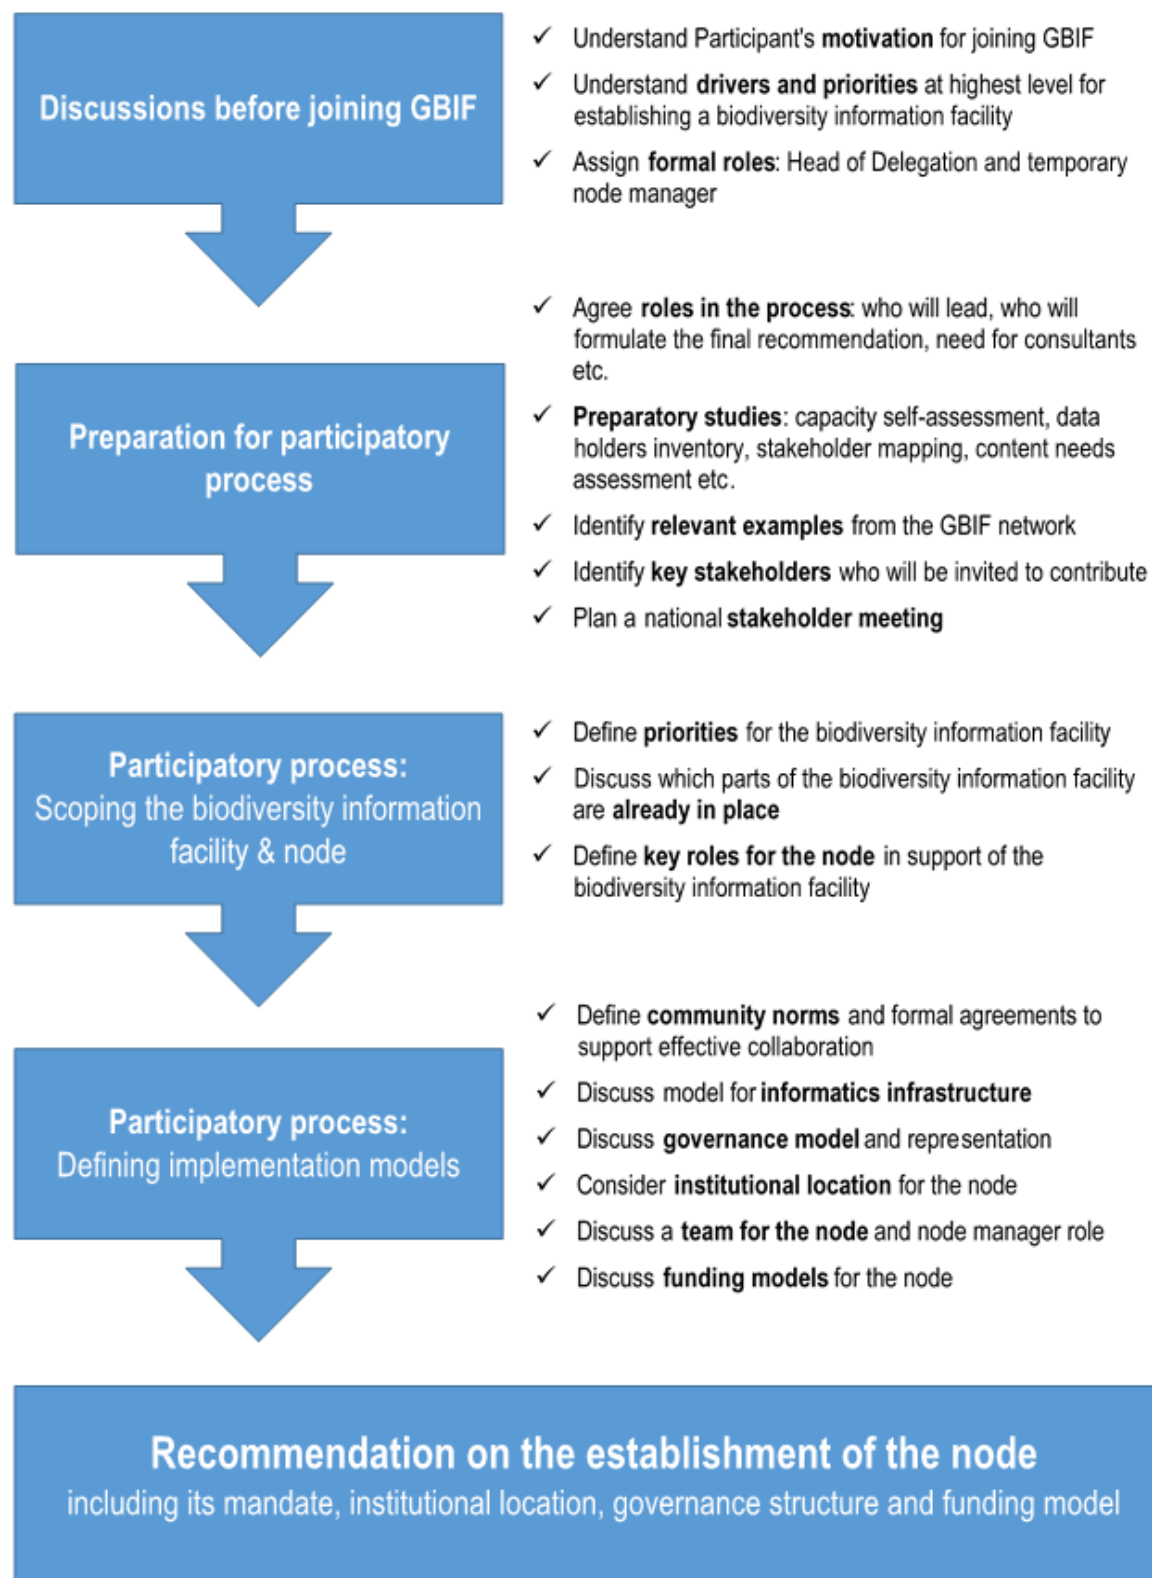 Discussions before joining GBIF
✓ Understand Participant's motivation for joining GBIF
✓ Understand drivers and priorities at highest level for
establishing a biodiversity information facility
✓ Assign formal roles: Head of Delegation and temporary
node manager
Preparation for participatory
process
✓ Agree roles in the process: who will lead, who will
formulate the final recommendation, need for consultants
etc.
✓ Preparatory studies: capacity self-assessment, data
holders inventory, stakeholder mapping, content needs
assessment etc.
✓ Identify relevant examples from the GBIF network
✓ Identify key stakeholders who will be invited to contribute
✓ Plan a national stakeholder meeting
Participatory process:
Scoping the biodiversity information
facility & node
✓ Define priorities for the biodiversity information facility
✓ Discuss which parts of the biodiversity information facility
are already in place
✓ Define key roles for the node in support of the
biodiversity information facility
Participatory process:
Defining implementation models
✓ Define community norms and formal agreements to
support effective collaboration
✓ Discuss model for informatics infrastructure
✓ Discuss governance model and representation
✓ Consider institutional location for the node
✓ Discuss a team for the node and node manager role
✓ Discuss funding models for the node
Recommendation on the establishment of the node
including its mandate, institutional location, governance structure and funding model